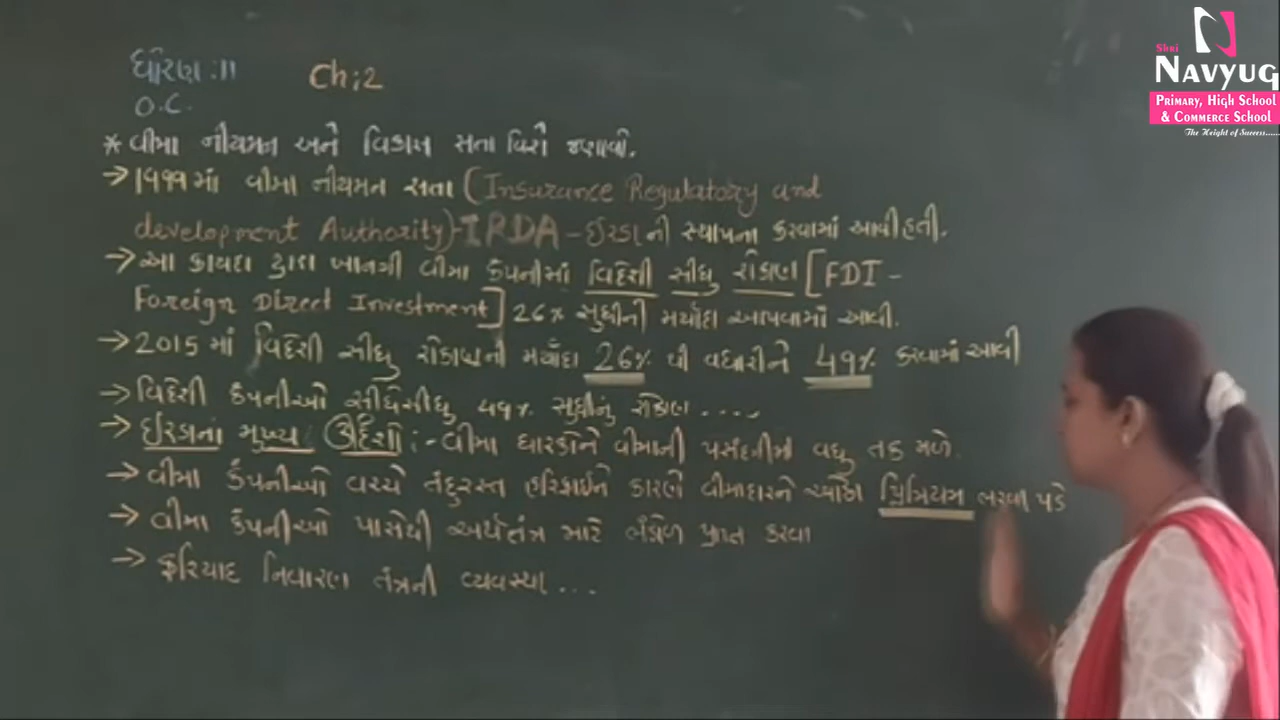 ધોરણ :11 Ch;2
O.C.
* વીમા નીયમન અને વિકાસ સતા વિશે જણાવો.
→ 1999 માં વીમા નીયમન સતા (Insurance Regulatory and
development Authority)-IRDA - ઈરડાની સ્થાપના કરવામાં આવી હતી.
→ આ કાયદા દ્વારા ખાનગી વીમા કંપનીમાં વિદેશી સીધુ રોકાણ [FDI -
Foreign Direct Investment] 26% સુધીની મર્યાદા આપવામાં આવી.
→ 2015 માં વિદેશી સીધુ રોકાણની મર્યાદા 26% થી વધારીને 49% કરવામાં આવી
→ વિદેશી કંપનીઓ સીધેસીધુ 49% સુધીનું રોકાણ ....
→ ઈરડાના મુખ્ય ઉદ્દેશો :- વીમા ધારકોને વીમાની પસંદગીમાં વધુ તક મળે.
→ વીમા કંપનીઓ વચ્ચે તંદુરસ્ત હરિફાઈને કારણે વીમાદારને ઓછા પ્રિમિયમ ભરવા પડે
→ વીમા કંપનીઓ પાસેથી અર્થતંત્ર માટે ભંડોળ પ્રાપ્ત કરવા
→ ફરિયાદ નિવારણ તંત્રની વ્યવસ્થા ...
Shri
NAVYUG
PRIMARY, HIGH SCHOOL
& COMMERCE SCHOOL
The Height of Success.....